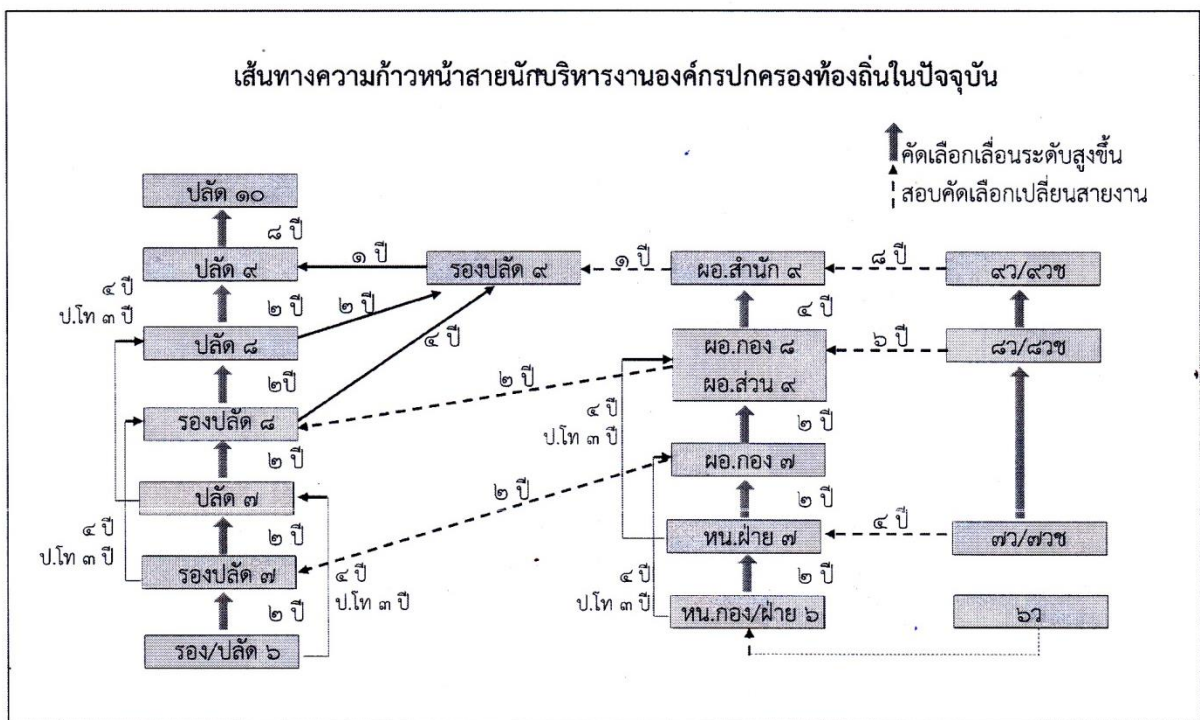 เส้นทางความก้าวหน้าสายนักบริหารงานองค์กรปกครองท้องถิ่นในปัจจุบัน
คัดเลือกเลื่อนระดับสูงขึ้น
สอบคัดเลือกเปลี่ยนสายงาน
ปลัด ๑๐
๘ ปี
ปลัด ๙
๑ ปี
รองปลัด ๙
๑ ปี
ผอ.สำนัก ๙
๘ ปี
๙ว/๙วช
๔ ปี
ป.โท ๓ ปี
๒ ปี
๒ ปี
๔ ปี
๔ ปี
ปลัด ๘
ผอ.กอง ๘
ผอ.ส่วน ๙
๖ ปี
๘ว/๘วช
๒ปี
๒ ปี
รองปลัด ๘
๔ ปี
ป.โท ๓ ปี
๒ ปี
๒ ปี
ผอ.กอง ๗
ปลัด ๗
๒ ปี
๒ ปี
๔ ปี
ป.โท ๓ ปี
๒ ปี
หน.ฝ่าย ๗
๔ ปี
๗ว/๗วช
รองปลัด ๗
๔ ปี
ป.โท ๓ ปี
๔ ปี
ป.โท ๓ ปี
๒ ปี
๒ ปี
รอง/ปลัด ๖
หน.กอง/ฝ่าย ๖
๖ว